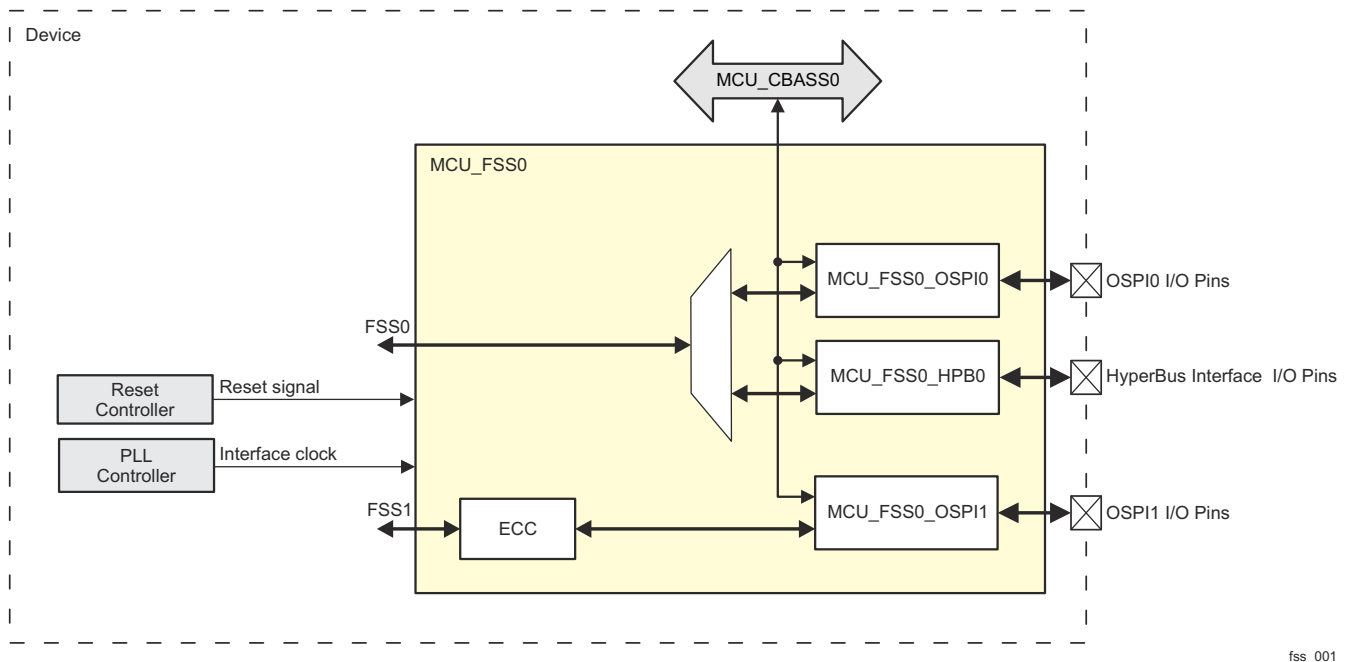 Device
MCU_CBASS0
MCU_FSS0
MCU_FSS0_OSPI0
OSPI0 I/O Pins
FSS0
MCU_FSS0_HPB0
HyperBus Interface I/O Pins
Reset
Controller
Reset signal
PLL
Controller
Interface clock
FSS1
ECC
MCU_FSS0_OSPI1
OSPI1 I/O Pins
fss_001